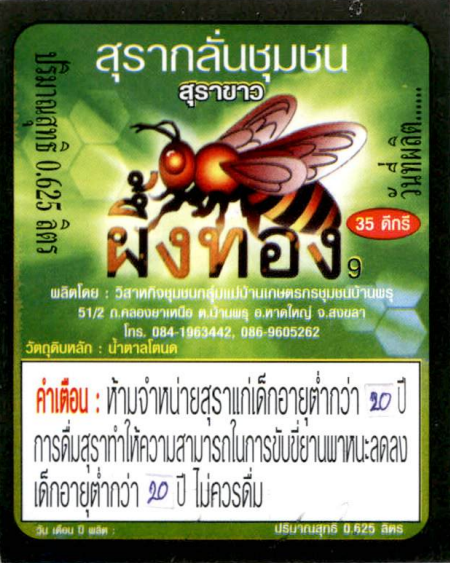 สุรากลั่นชุมชน
สุราขาว
ปริมาณสุทธิ 0.625 ลิตร
วันที่ผลิต......
ผึ้งทอง 9
35 ดีกรี
ผลิตโดย : วิสาหกิจชุมชนกลุ่มแม่บ้านเกษตรกรชุมชนบ้านพรุ
51/2 ถ.คลองยาเหนือ ต.บ้านพรุ อ.หาดใหญ่ จ.สงขลา
โทร. 084-1963442, 086-9605262
วัตถุดิบหลัก : น้ำตาลโตนด
คำเตือน : ห้ามจำหน่ายสุราแก่เด็กอายุต่ำกว่า 20 ปี
การดื่มสุราทำให้ความสามารถในการขับขี่ยานพาหนะลดลง
เด็กอายุต่ำกว่า 20 ปี ไม่ควรดื่ม
วัน เดือน ปี ผลิต :
ปริมาณสุทธิ 0.625 ลิตร